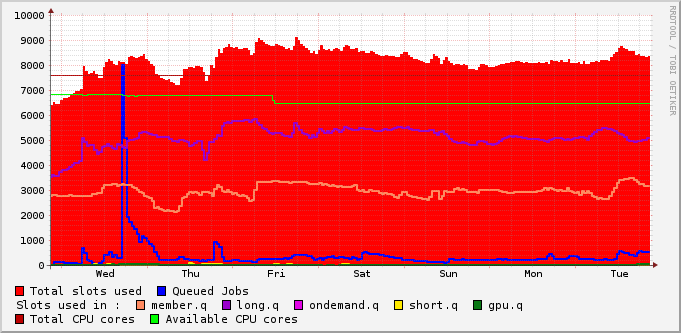 10000
9000
8000
7000
6000
5000
4000
3000
2000
1000
0
Wed Thu Fri Sat Sun Mon Tue
Total slots used Queued Jobs
Slots used in : member.q long.q ondemand.q short.q gpu.q
Total CPU cores Available CPU cores
RRDTOOL / TOBI OETIKER